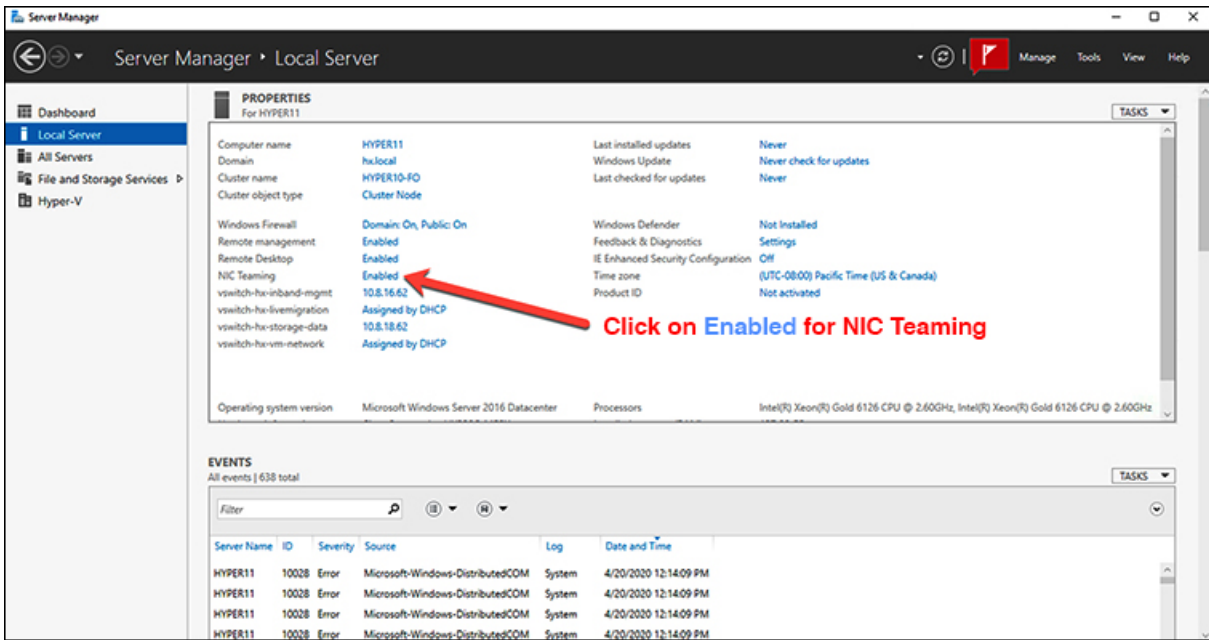 Server Manager
Server Manager • Local Server
Manage Tools View Help
Dashboard
Local Server
All Servers
File and Storage Services
Hyper-V
PROPERTIES
For HYPER11
TASKS
Computer name HYPER11 Last installed updates Never
Domain hx.local Windows Update Never check for updates
Cluster name HYPER10-FO Last checked for updates Never
Cluster object type Cluster Node
Windows Firewall Domain: On, Public: On Windows Defender Not Installed
Remote management Enabled Feedback & Diagnostics Settings
Remote Desktop Enabled IE Enhanced Security Configuration Off
NIC Teaming Enabled Time zone (UTC-08:00) Pacific Time (US & Canada)
vswitch-hx-inband-mgmt 10.8.16.62 Product ID Not activated
vswitch-hx-livemigration Assigned by DHCP
vswitch-hx-storage-data 10.8.18.62
vswitch-hx-vm-network Assigned by DHCP
Click on Enabled for NIC Teaming
Operating system version Microsoft Windows Server 2016 Datacenter Processors Intel(R) Xeon(R) Gold 6126 CPU @ 2.60GHz, Intel(R) Xeon(R) Gold 6126 CPU @ 2.60GHz
EVENTS
All events | 638 total
TASKS
Filter
Server Name ID Severity Source Log Date and Time
HYPER11 10028 Error Microsoft-Windows-DistributedCOM System 4/20/2020 12:14:09 PM
HYPER11 10028 Error Microsoft-Windows-DistributedCOM System 4/20/2020 12:14:09 PM
HYPER11 10028 Error Microsoft-Windows-DistributedCOM System 4/20/2020 12:14:09 PM
HYPER11 10028 Error Microsoft-Windows-DistributedCOM System 4/20/2020 12:14:09 PM